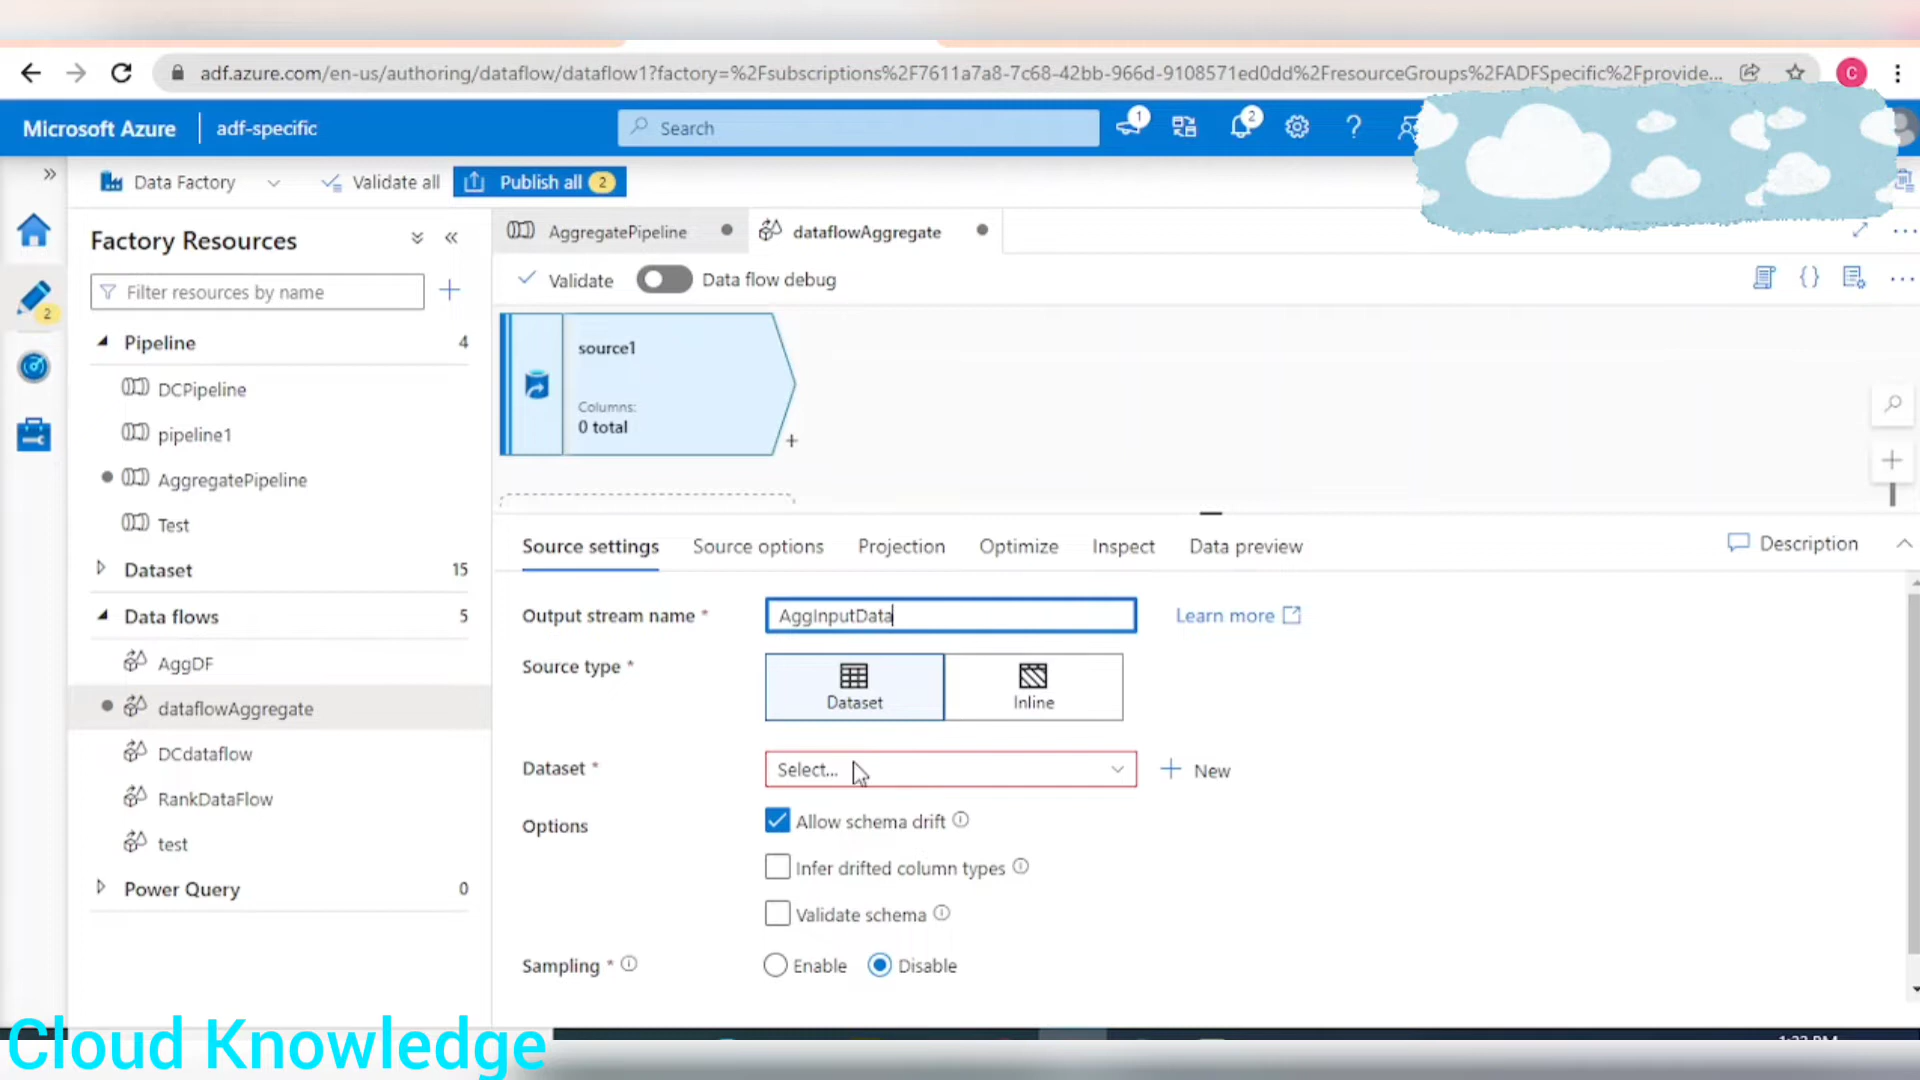 adf.azure.com/en-us/authoring/dataflow/dataflow1?factory=%2Fsubscriptions%2F7611a7a8-7c68-42bb-966d-9108571ed0dd%2FresourceGroups%2FADFSpecific%2Fprovide...
C
Microsoft Azure
adf-specific
Search
1
2
?
Data Factory
Validate all
Publish all 2
Factory Resources
AggregatePipeline
dataflowAggregate
Validate
Data flow debug
Filter resources by name
2
Pipeline 4
DCPipeline
pipeline1
AggregatePipeline
Test
Dataset 15
Data flows 5
AggDF
dataflowAggregate
DCdataflow
RankDataFlow
test
Power Query 0
source1
Columns:
0 total
Source settings
Source options
Projection
Optimize
Inspect
Data preview
Description
Output stream name *
AggInputData
Learn more
Source type *
Dataset
Inline
Dataset *
Select...
New
Options
Allow schema drift
Infer drifted column types
Validate schema
Sampling *
Enable
Disable
Cloud Knowledge